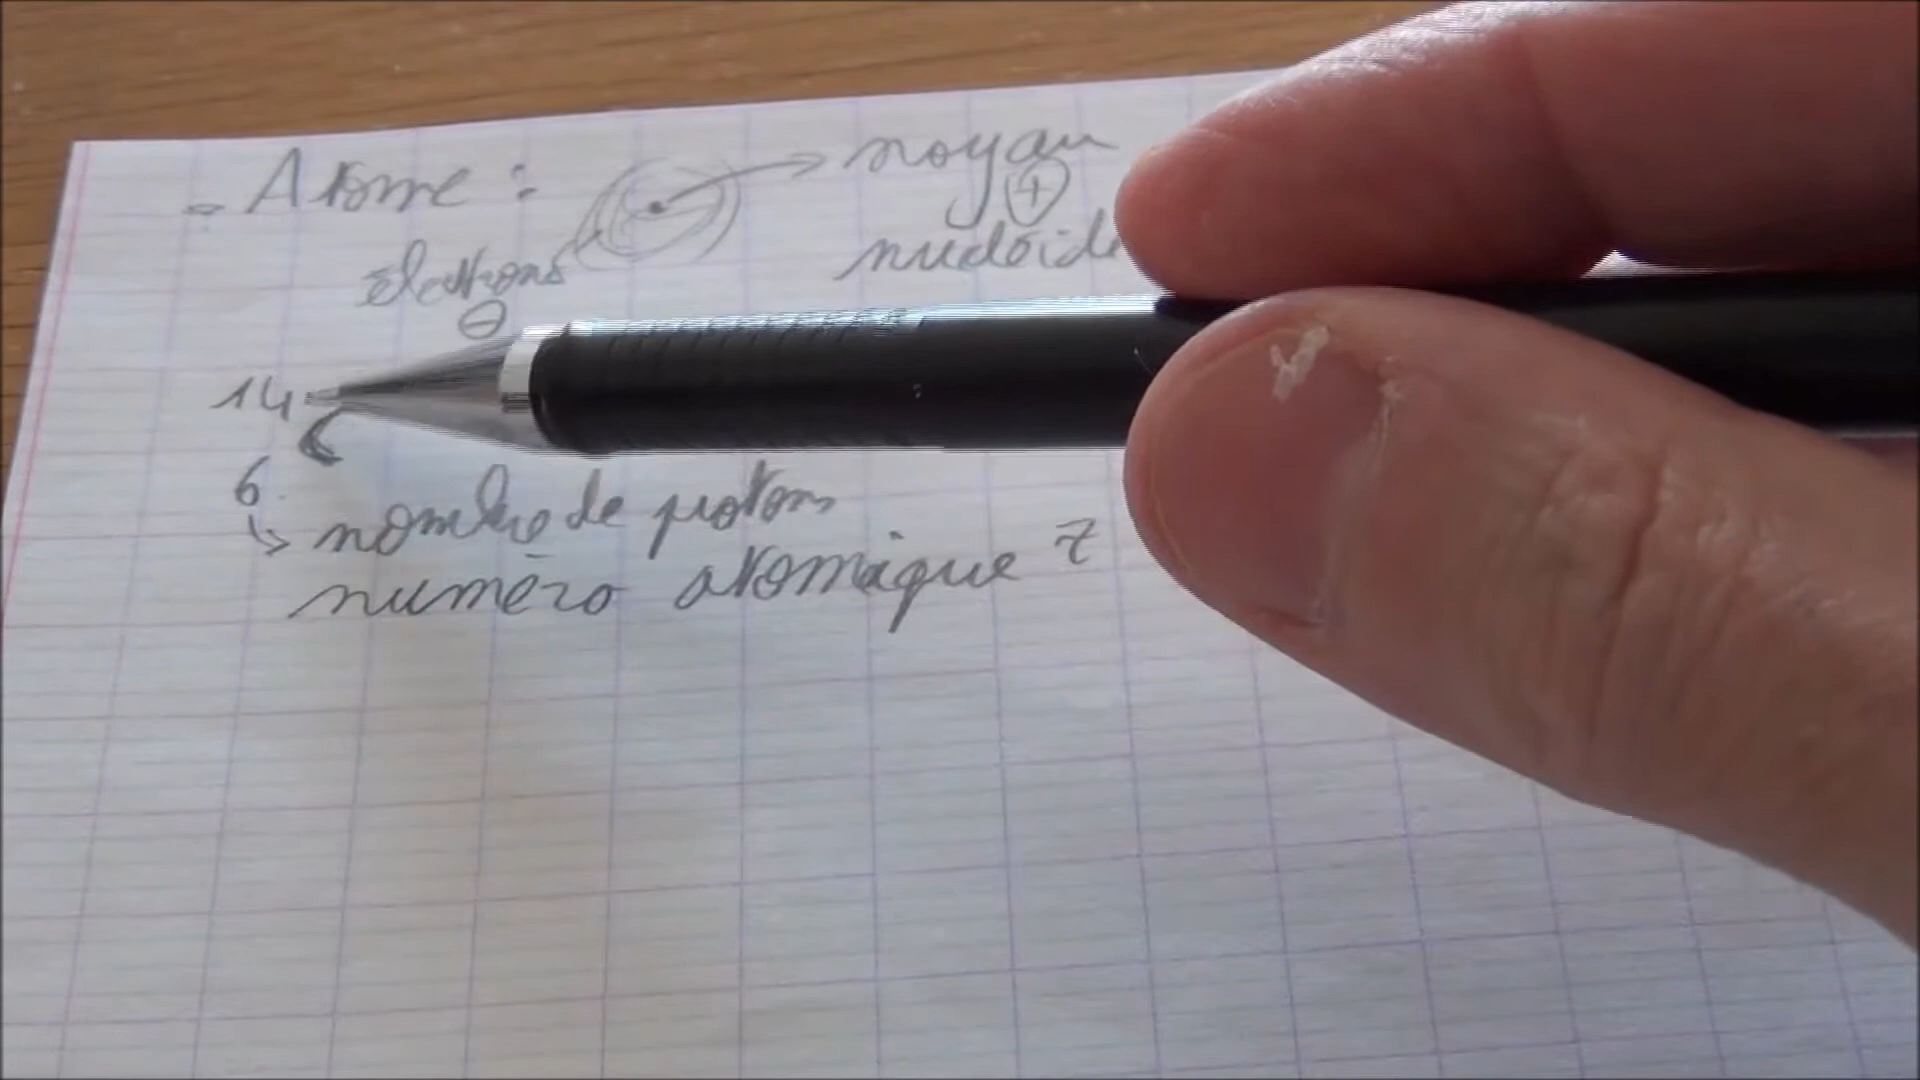 - Atome : → noyau
⊕
électrons nucléide
⊖
14
C
6
↳ nombre de protons
numéro atomique Z